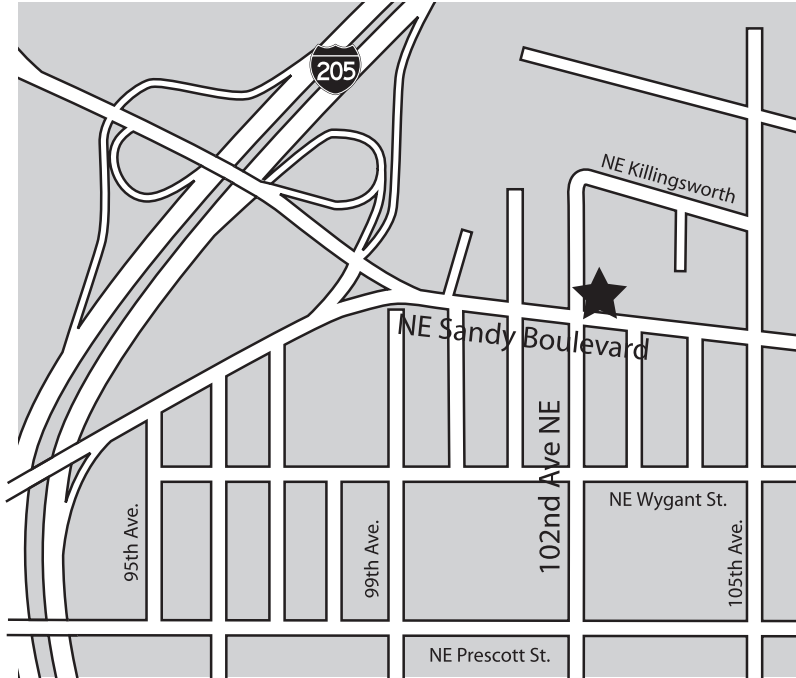 205
NE Killingsworth
NE Sandy Boulevard
102nd Ave NE
NE Wygant St.
95th Ave.
99th Ave.
105th Ave.
NE Prescott St.